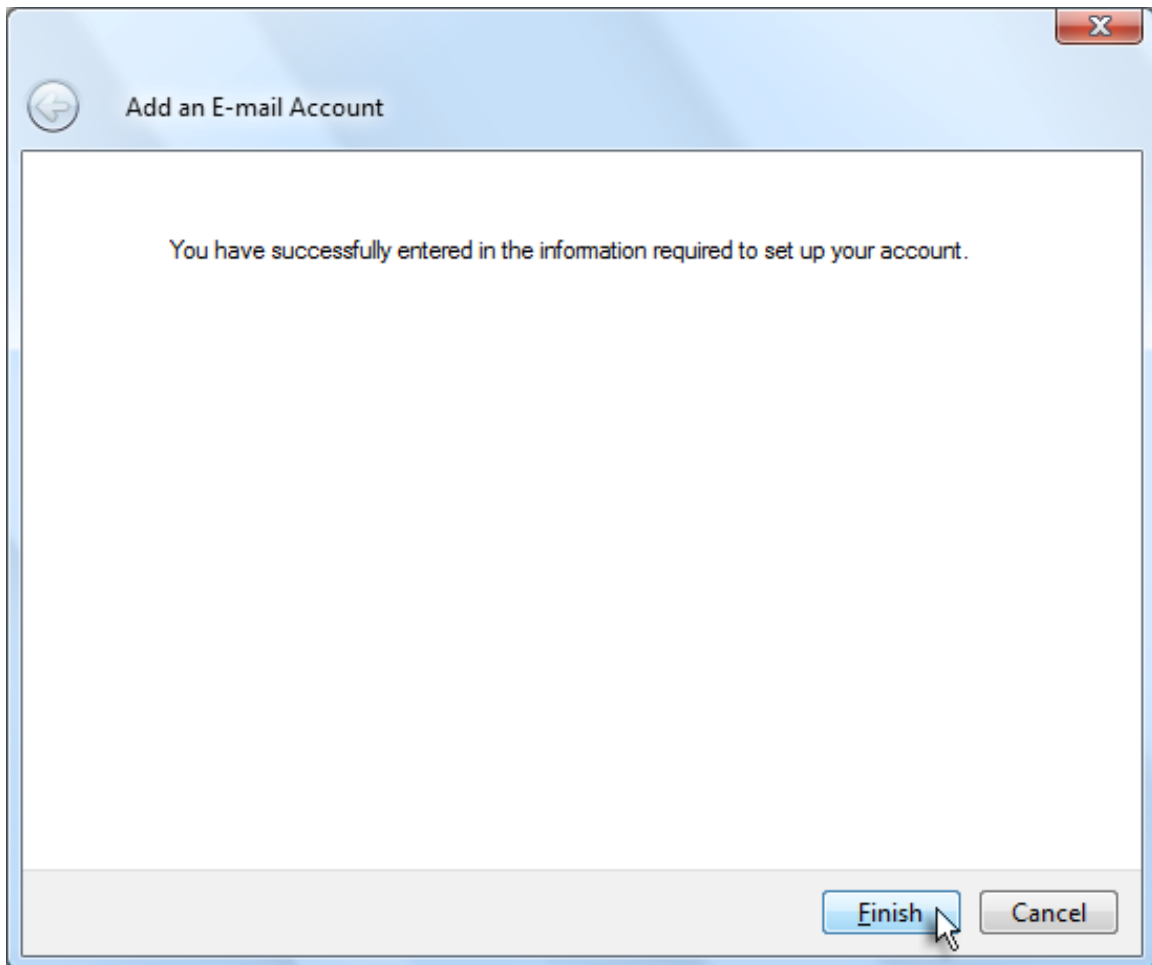 Add an E-mail Account
You have successfully entered in the information required to set up your account.
Finish
Cancel